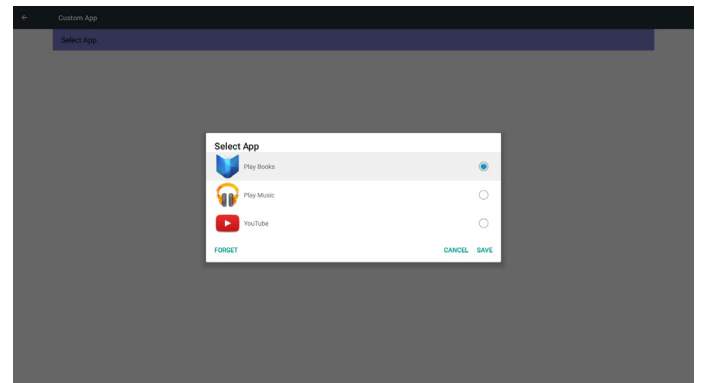 Custom App
Select App
Select App
Play Books
Play Music
YouTube
FORGET CANCEL SAVE